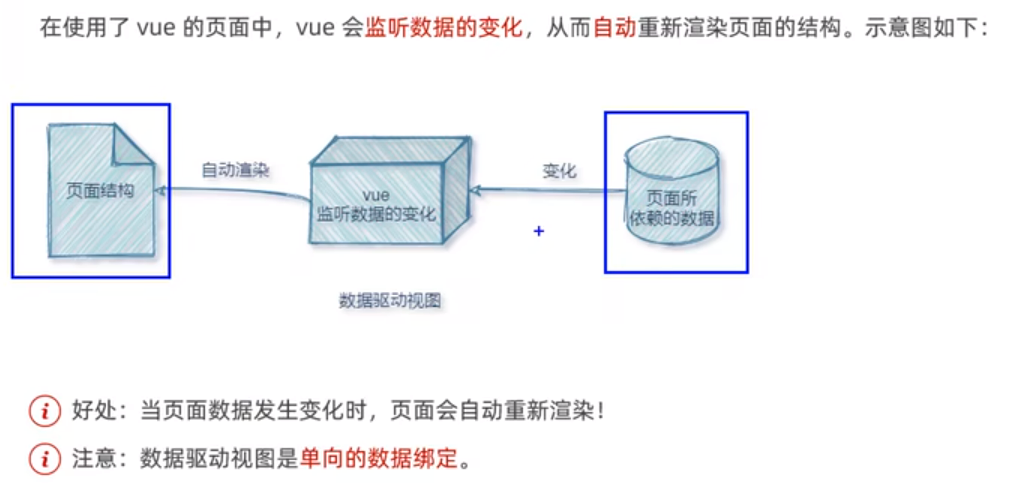 在使用了 vue 的页面中，vue 会监听数据的变化，从而自动重新渲染页面的结构。示意图如下：
自动渲染
变化
页面结构
vue
监听数据的变化
页面所
依赖的数据
数据驱动视图
i 好处：当页面数据发生变化时，页面会自动重新渲染！
i 注意：数据驱动视图是单向的数据绑定。